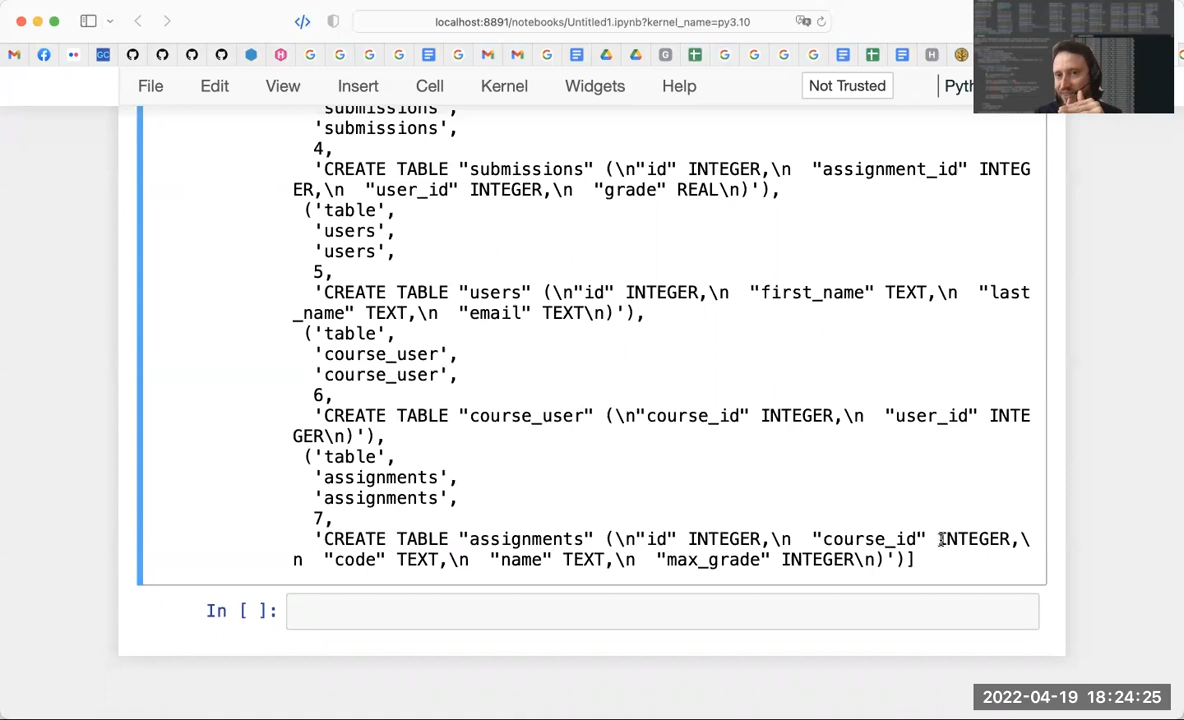 localhost:8891/notebooks/Untitled1.ipynb?kernel_name=py3.10
File Edit View Insert Cell Kernel Widgets Help Not Trusted Pyth
'submissions',
'submissions',
4,
'CREATE TABLE "submissions" (\n"id" INTEGER,\n  "assignment_id" INTEG
ER,\n  "user_id" INTEGER,\n  "grade" REAL\n)'),
('table',
'users',
'users',
5,
'CREATE TABLE "users" (\n"id" INTEGER,\n  "first_name" TEXT,\n  "last
_name" TEXT,\n  "email" TEXT\n)'),
('table',
'course_user',
'course_user',
6,
'CREATE TABLE "course_user" (\n"course_id" INTEGER,\n  "user_id" INTE
GER\n)'),
('table',
'assignments',
'assignments',
7,
'CREATE TABLE "assignments" (\n"id" INTEGER,\n  "course_id" INTEGER,\
n  "code" TEXT,\n  "name" TEXT,\n  "max_grade" INTEGER\n)')]
In [ ]:
2022-04-19 18:24:25